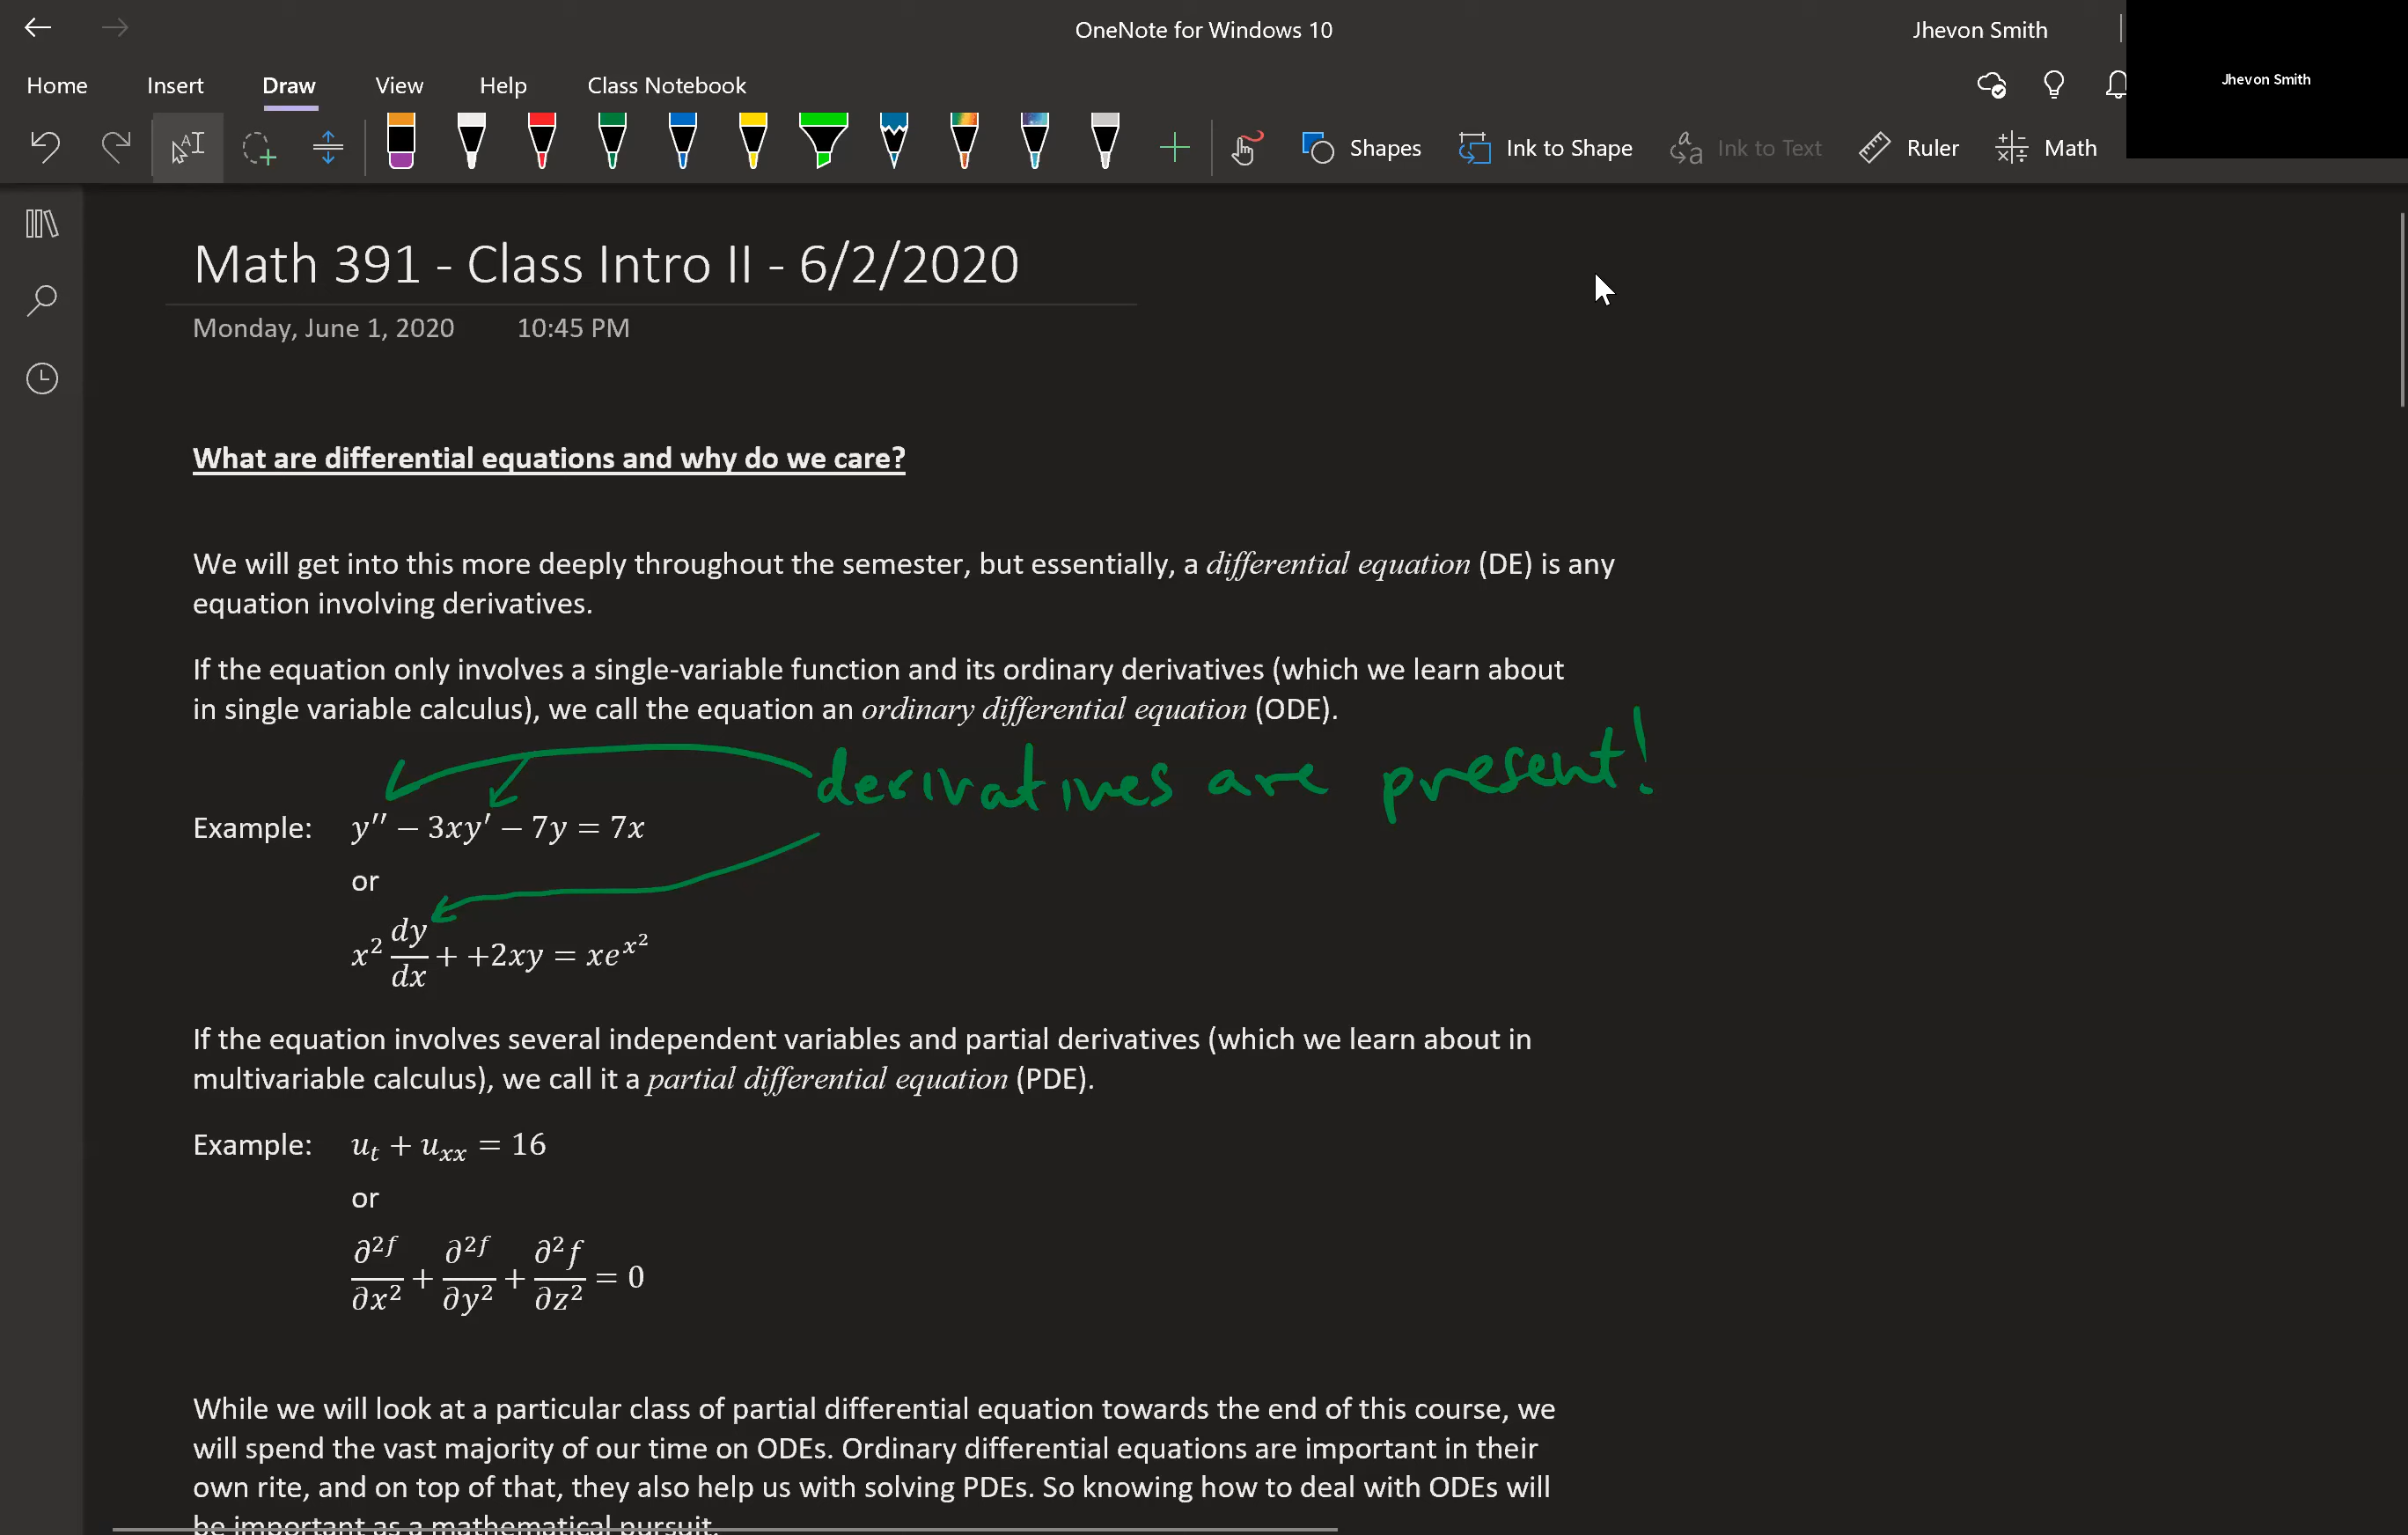 OneNote for Windows 10
Jhevon Smith
Jhevon Smith
Home Insert Draw View Help Class Notebook
Shapes Ink to Shape Ink to Text Ruler Math
Math 391 - Class Intro II - 6/2/2020
Monday, June 1, 2020 10:45 PM
What are differential equations and why do we care?
We will get into this more deeply throughout the semester, but essentially, a differential equation (DE) is any
equation involving derivatives.
If the equation only involves a single-variable function and its ordinary derivatives (which we learn about
in single variable calculus), we call the equation an ordinary differential equation (ODE).
derivatives are present!
Example: y'' − 3xy' − 7y = 7x
or
x² dy/dx + +2xy = xe^{x²}
If the equation involves several independent variables and partial derivatives (which we learn about in
multivariable calculus), we call it a partial differential equation (PDE).
Example: u_t + u_{xx} = 16
or
∂^{2f}/∂x² + ∂^{2f}/∂y² + ∂²f/∂z² = 0
While we will look at a particular class of partial differential equation towards the end of this course, we
will spend the vast majority of our time on ODEs. Ordinary differential equations are important in their
own rite, and on top of that, they also help us with solving PDEs. So knowing how to deal with ODEs will
be important as a mathematical pursuit.